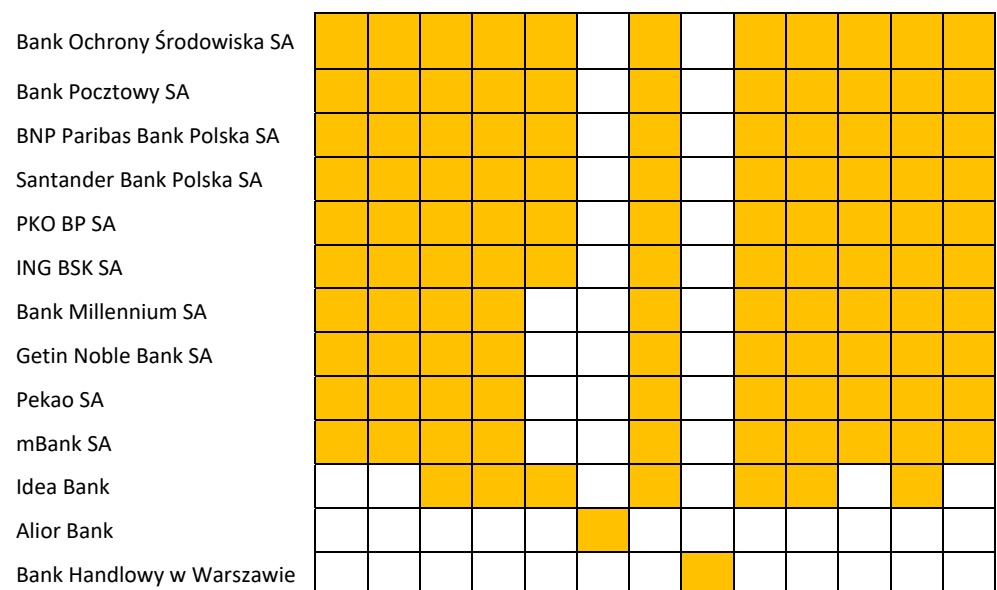 Bank Ochrony Środowiska SA
Bank Pocztowy SA
BNP Paribas Bank Polska SA
Santander Bank Polska SA
PKO BP SA
ING BSK SA
Bank Millennium SA
Getin Noble Bank SA
Pekao SA
mBank SA
Idea Bank
Alior Bank
Bank Handlowy w Warszawie